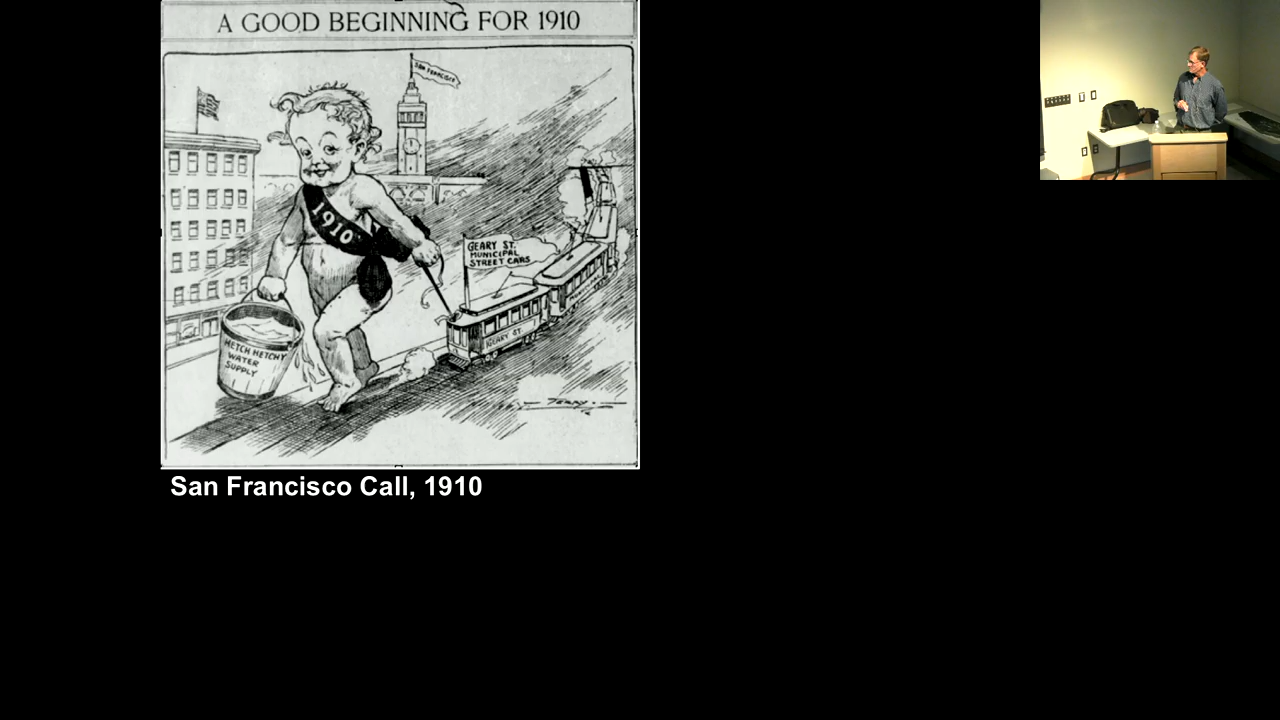 A GOOD BEGINNING FOR 1910
SAN FRANCISCO
1910
GEARY ST.
MUNICIPAL
STREET CARS
GEARY ST.
HETCH HETCHY
WATER
SUPPLY
TERRY
San Francisco Call, 1910